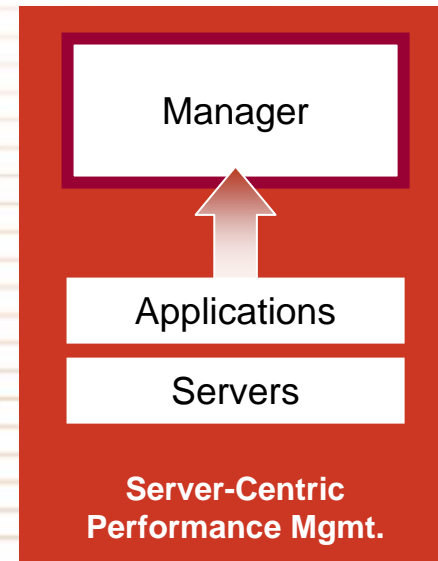 Manager
Applications
Servers
Server-Centric
Performance Mgmt.